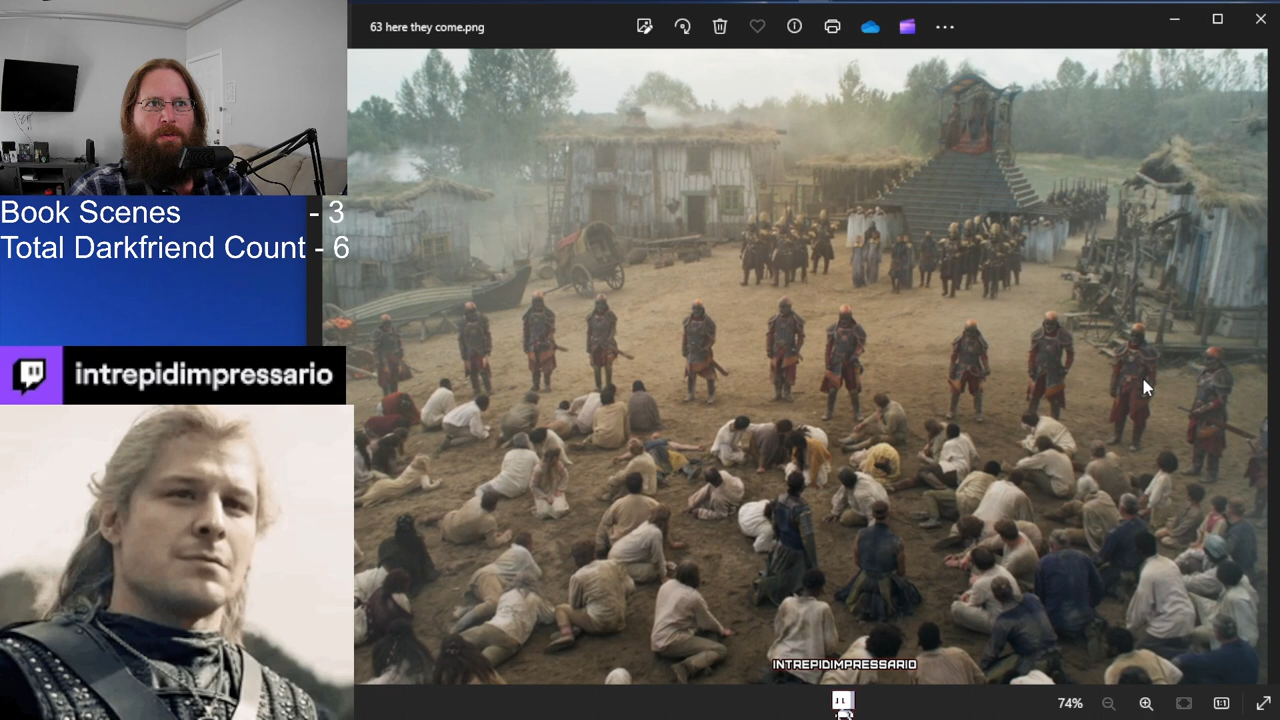 63 here they come.png
Book Scenes - 3
Total Darkfriend Count - 6
intrepidimpressario
INTREPIDIMPRESSARIO
74%